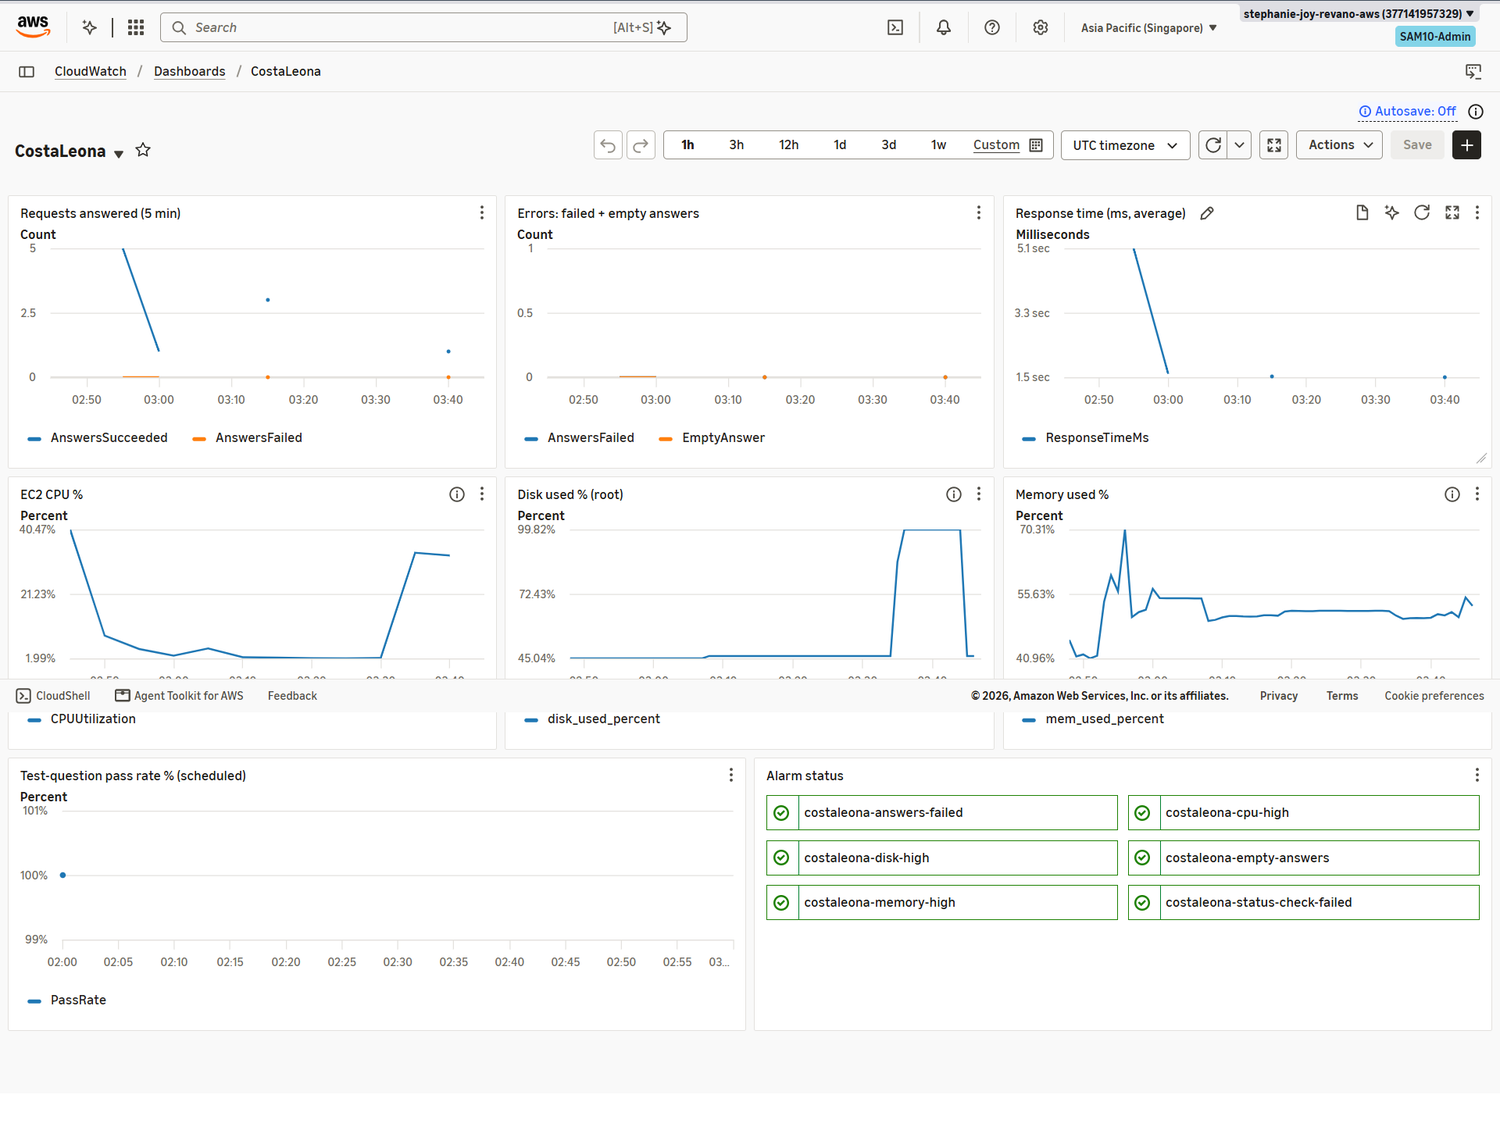 aws
Search
[Alt+S]
Asia Pacific (Singapore)
stephanie-joy-revano-aws (377141957329)
SAM10-Admin
CloudWatch / Dashboards / CostaLeona
Autosave: Off
CostaLeona
1h 3h 12h 1d 3d 1w Custom
UTC timezone
Actions
Save
Requests answered (5 min)
Count
5
2.5
0
02:50 03:00 03:10 03:20 03:30 03:40
AnswersSucceeded AnswersFailed
Errors: failed + empty answers
Count
1
0.5
0
02:50 03:00 03:10 03:20 03:30 03:40
AnswersFailed EmptyAnswer
Response time (ms, average)
Milliseconds
5.1 sec
3.3 sec
1.5 sec
02:50 03:00 03:10 03:20 03:30 03:40
ResponseTimeMs
EC2 CPU %
Percent
40.47%
21.23%
1.99%
CPUUtilization
Disk used % (root)
Percent
99.82%
72.43%
45.04%
disk_used_percent
Memory used %
Percent
70.31%
55.63%
40.96%
mem_used_percent
CloudShell Agent Toolkit for AWS Feedback
© 2026, Amazon Web Services, Inc. or its affiliates. Privacy Terms Cookie preferences
Test-question pass rate % (scheduled)
Percent
101%
100%
99%
02:00 02:05 02:10 02:15 02:20 02:25 02:30 02:35 02:40 02:45 02:50 02:55 03...
PassRate
Alarm status
costaleona-answers-failed
costaleona-cpu-high
costaleona-disk-high
costaleona-empty-answers
costaleona-memory-high
costaleona-status-check-failed